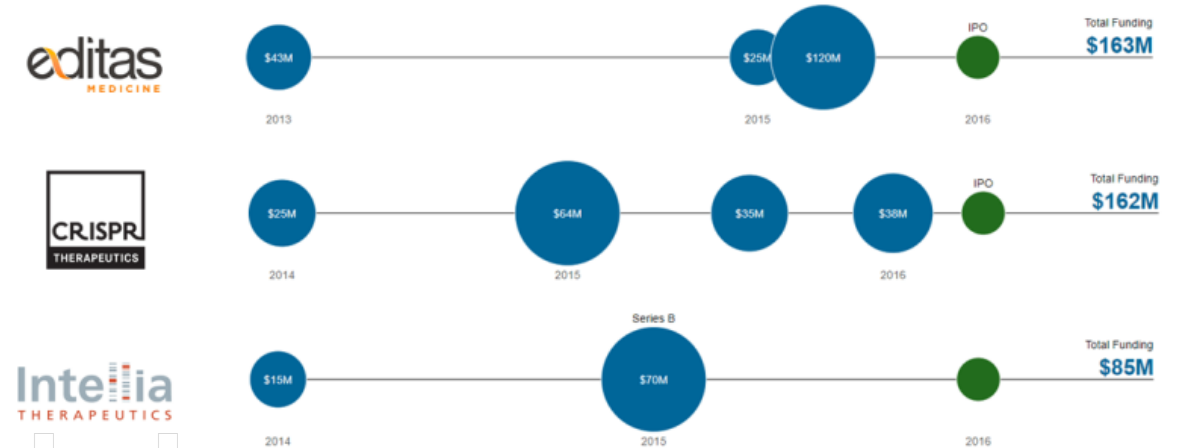 editas
MEDICINE
$43M
$25M
$120M
IPO
Total Funding
$163M
2013
2015
2016
CRISPR
THERAPEUTICS
$25M
$64M
$35M
$38M
IPO
Total Funding
$162M
2014
2015
2016
Intellia
THERAPEUTICS
$15M
Series B
$70M
Total Funding
$85M
2014
2015
2016